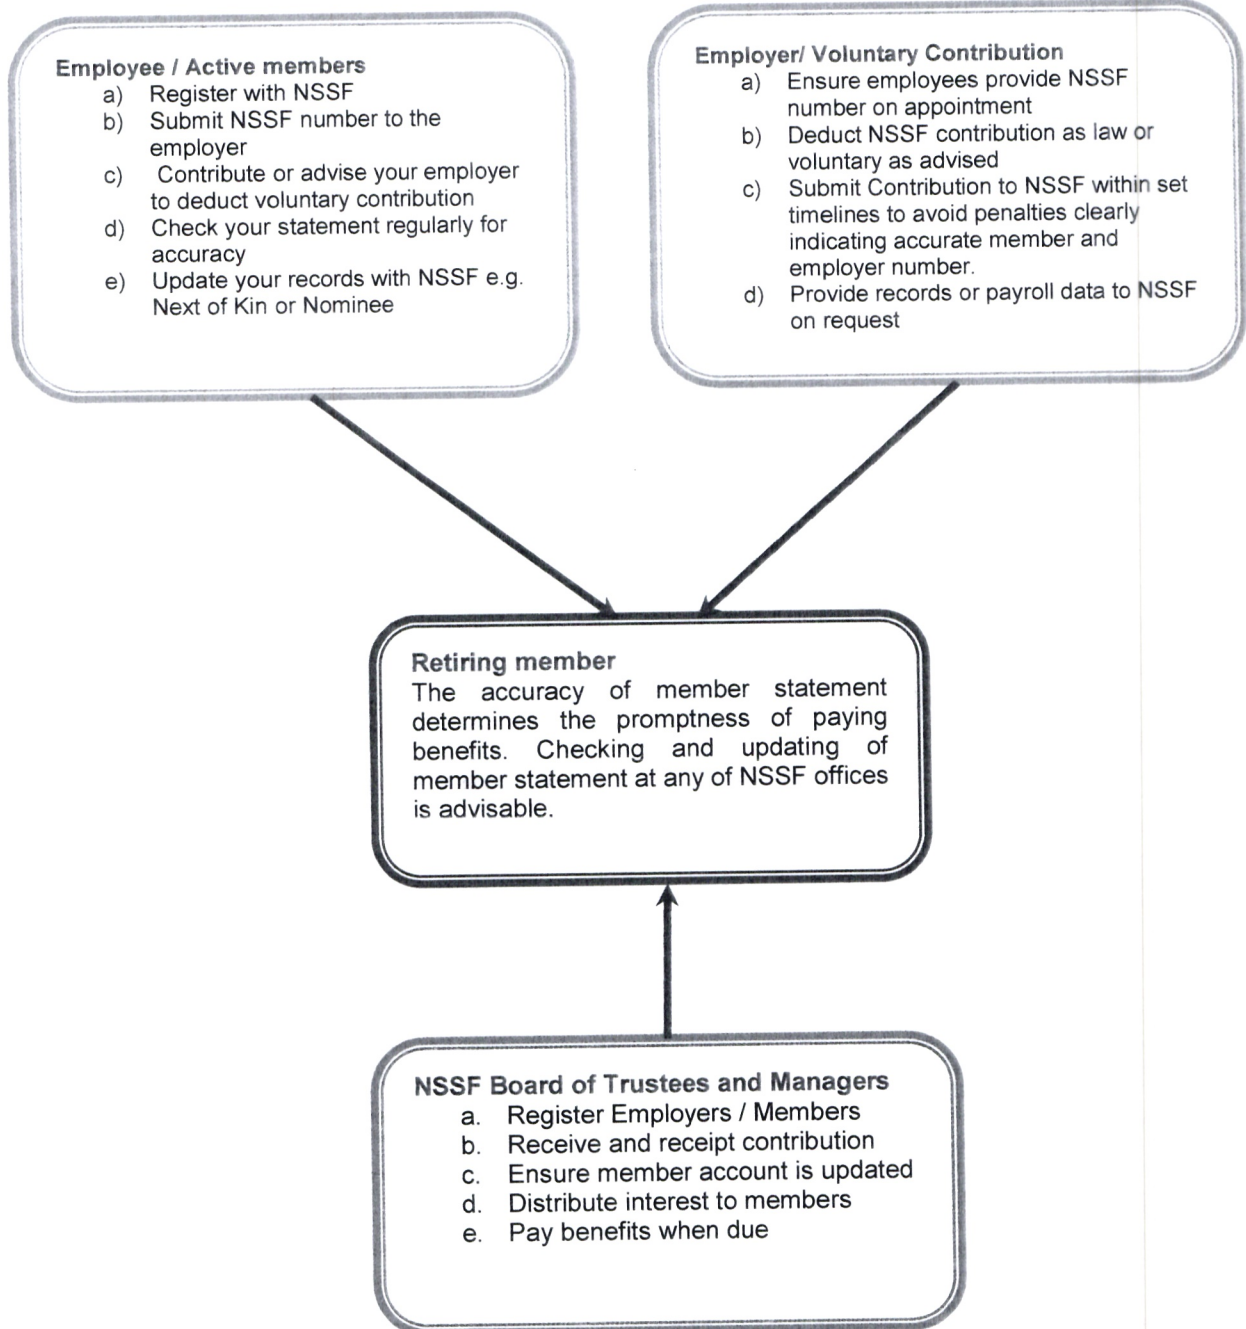 Employee / Active members
a) Register with NSSF
b) Submit NSSF number to the
employer
c) Contribute or advise your employer
to deduct voluntary contribution
d) Check your statement regularly for
accuracy
e) Update your records with NSSF e.g.
Next of Kin or Nominee
Employer/ Voluntary Contribution
a) Ensure employees provide NSSF
number on appointment
b) Deduct NSSF contribution as law or
voluntary as advised
c) Submit Contribution to NSSF within set
timelines to avoid penalties clearly
indicating accurate member and
employer number.
d) Provide records or payroll data to NSSF
on request
Retiring member
The accuracy of member statement
determines the promptness of paying
benefits. Checking and updating of
member statement at any of NSSF offices
is advisable.
NSSF Board of Trustees and Managers
a. Register Employers / Members
b. Receive and receipt contribution
c. Ensure member account is updated
d. Distribute interest to members
e. Pay benefits when due